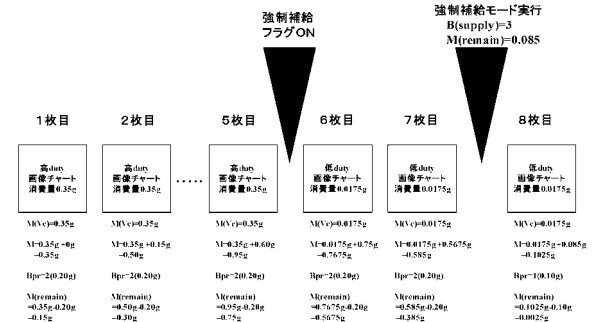 強制補給
フラグON
強制補給モード実行
B(supply)=3
M(remain)=0.085
1枚目
2枚目
5枚目
6枚目
7枚目
8枚目
高duty
画像チャート
消費量0.35g
高duty
画像チャート
消費量0.35g
.....
高duty
画像チャート
消費量0.35g
低duty
画像チャート
消費量0.0175g
低duty
画像チャート
消費量0.0175g
低duty
画像チャート
消費量0.0175g
M(Vc)=0.35g
M=0.35g+0g
=0.35g
Bpr=2(0.20g)
M(remain)
=0.35g-0.20g
=0.15g
M(Vc)=0.35g
M=0.35g+0.15g
=0.50g
Bpr=2(0.20g)
M(remain)
=0.50g-0.20g
=0.30g
M(Vc)=0.35g
M=0.35g+0.60g
=0.95g
Bpr=2(0.20g)
M(remain)
=0.95g-0.20g
=0.75g
M(Vc)=0.0175g
M=0.0175g+0.75g
=0.7675g
Bpr=2(0.20g)
M(remain)
=0.7675g-0.20g
=0.5675g
M(Vc)=0.0175g
M=0.0175g+0.5675g
=0.585g
Bpr=2(0.20g)
M(remain)
=0.585g-0.20g
=0.385g
M(Vc)=0.0175g
M=0.0175g+0.085g
=0.1025g
Bpr=1(0.10g)
M(remain)
=0.1025g-0.10g
=0.0025g